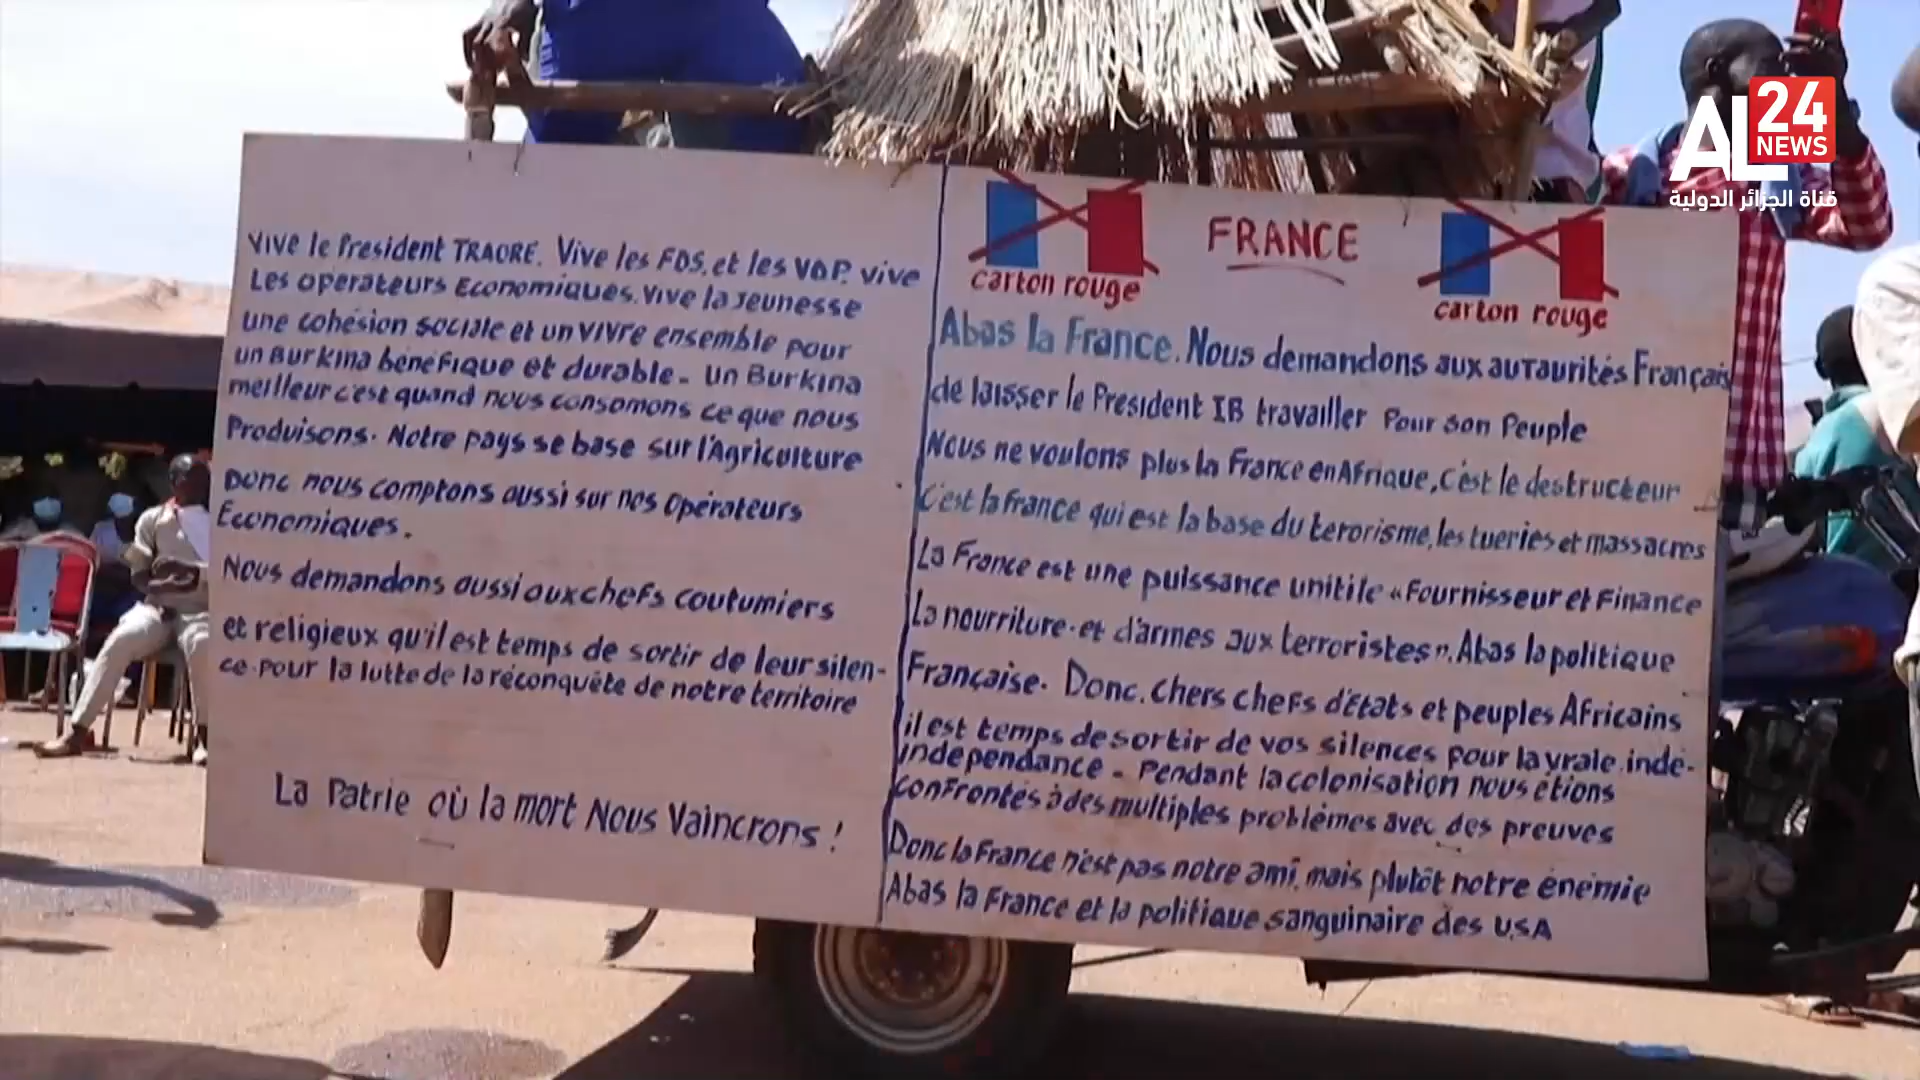 vive le President TRAORE. Vive les FDS, et les VDP. vive
Les operateurs Economiques. vive la jeunesse
une cohésion sociale et un vivre ensemble pour
un Burkina bénéfique et durable - un Burkina
meilleur c'est quand nous consomons ce que nous
Produisons. Notre pays se base sur l'Agriculture
Donc nous comptons aussi sur nos Opérateurs
Economiques.
Nous demandons aussi aux chefs coutumiers
et religieux qu'il est temps de sortir de leur silen-
ce pour la lutte de la réconquête de notre territoire
La Patrie où la mort Nous Vaincrons !
FRANCE
carton rouge
carton rouge
Abas la France. Nous demandons aux autaurités Français
de laisser le President IB travailler Pour son Peuple
Nous ne voulons plus la France en Afrique, c'est le destructeur
C'est la france qui est la base du terorisme, les tueries et massacres
La France est une puissance unitile «Fournisseur et Finance
La nourriture et d'armes aux terroristes». Abas la politique
Française. Donc. Chers chefs d'Etats et peuples Africains
il est temps de sortir de vos silences pour la vraie indé-
indépendance - Pendant la colonisation nous étions
confrontés à des multiples problèmes avec des preuves
Donc la France n'est pas notre ami, mais plutôt notre énémie
Abas la France et la politique sanguinaire des USA
AL24
NEWS
قناة الجزائر الدولية